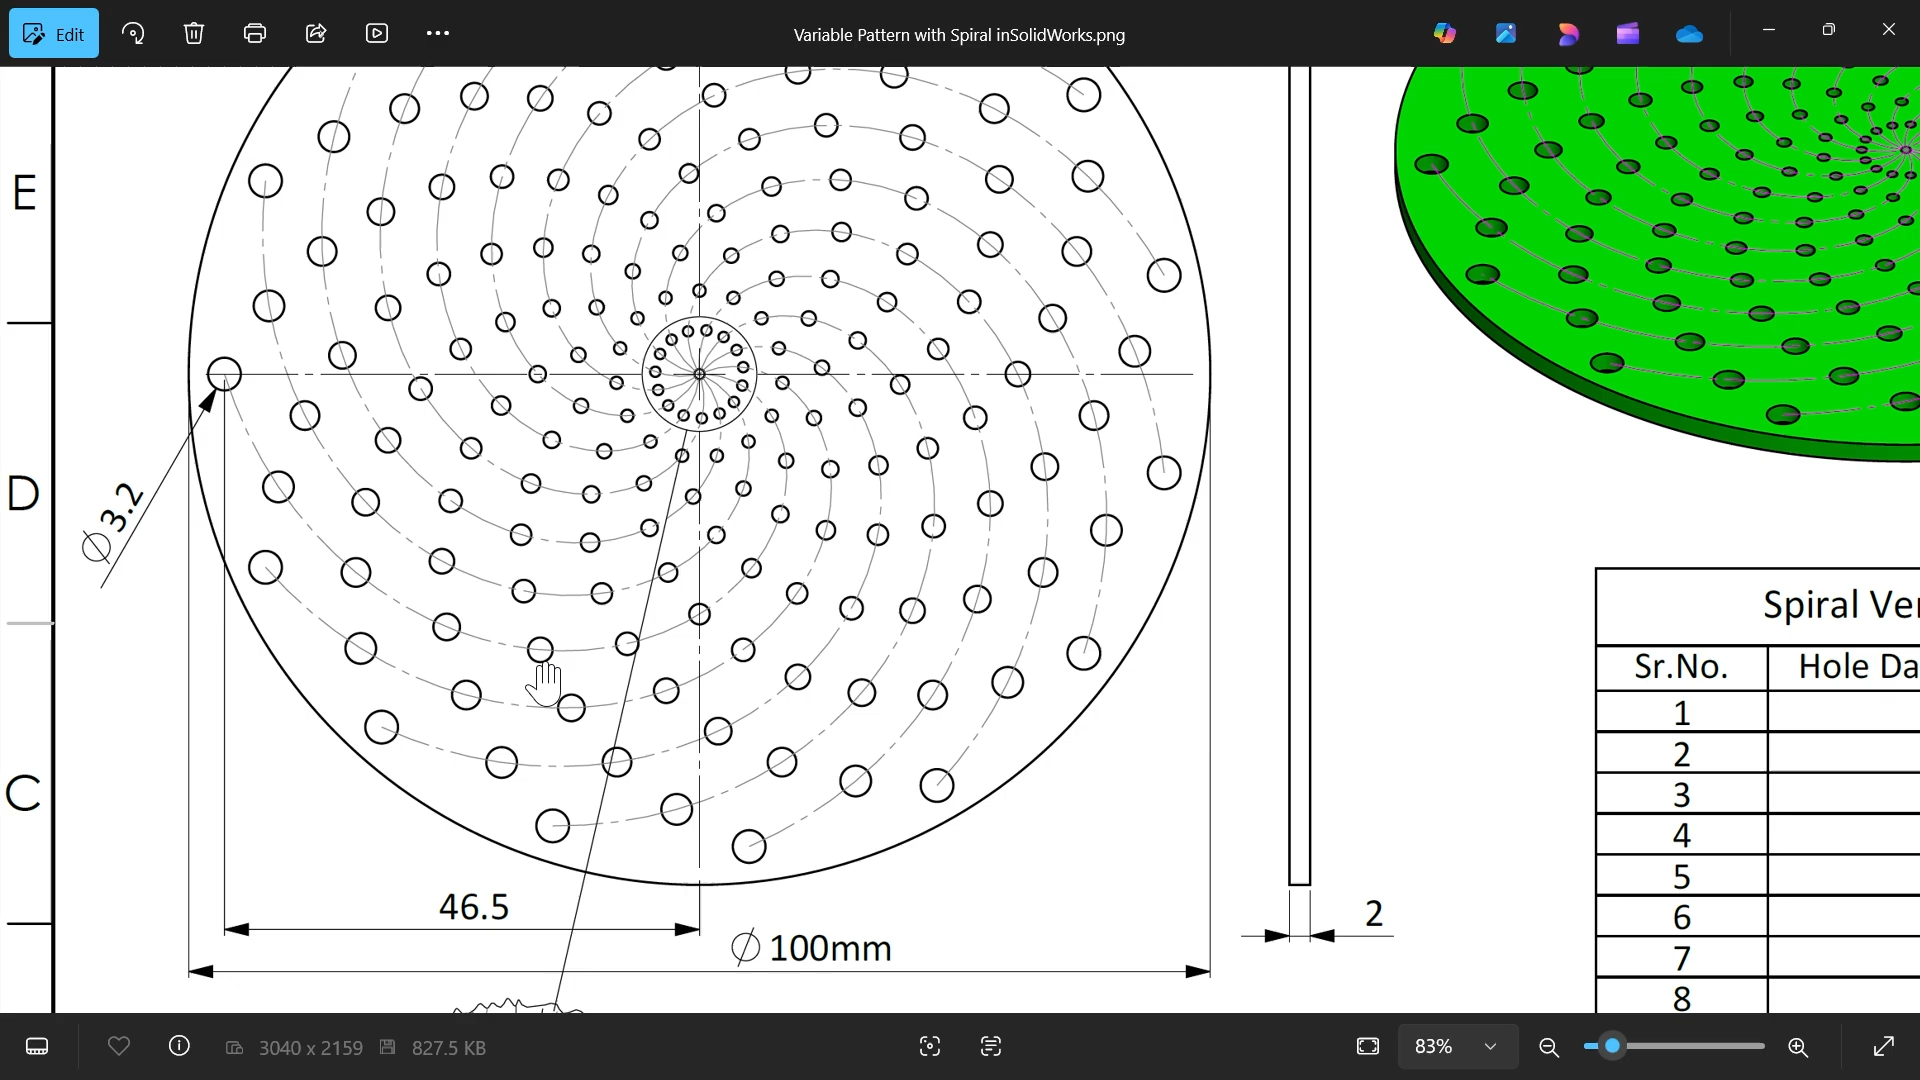 Edit
Variable Pattern with Spiral inSolidWorks.png
E
D
C
∅ 3.2
46.5
∅ 100mm
2
Spiral Ver
Sr.No. Hole Da
1
2
3
4
5
6
7
8
3040 x 2159 827.5 KB
83%